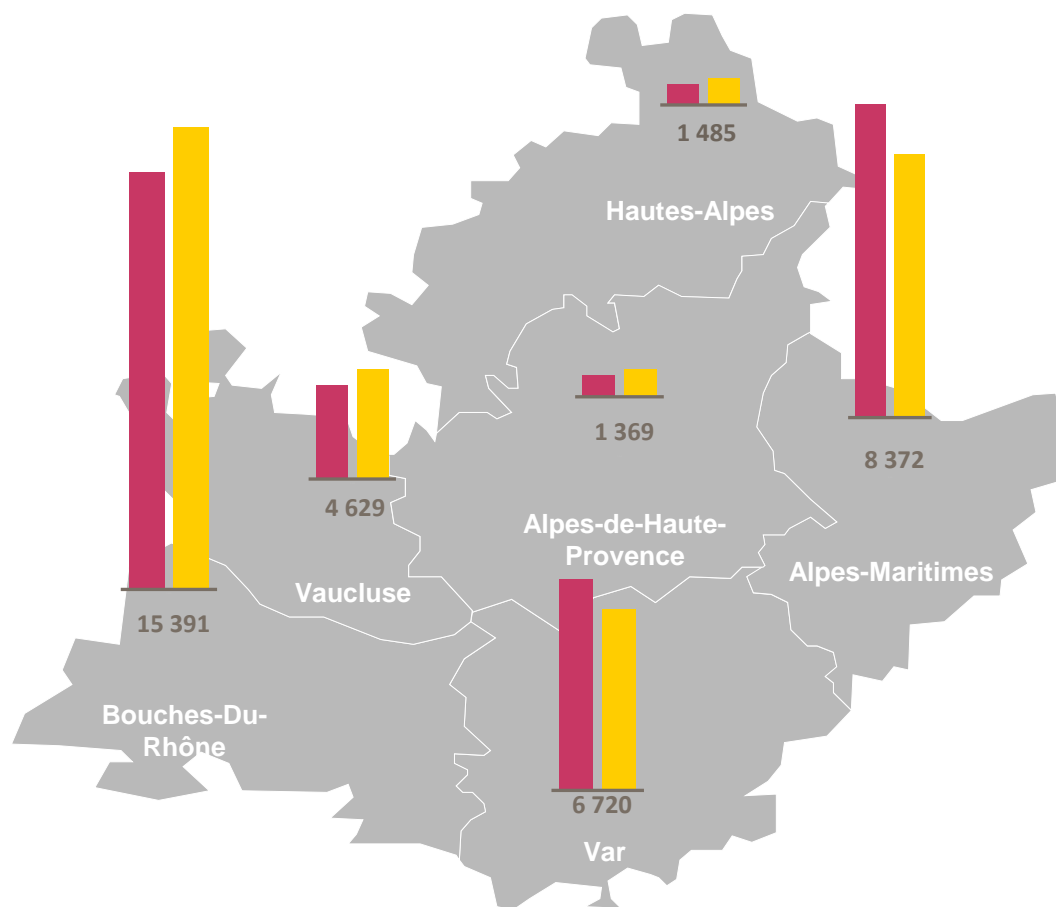 1 485
Hautes-Alpes
1 369
8 372
4 629
Alpes-de-Haute-
Provence
Alpes-Maritimes
Vaucluse
15 391
Bouches-Du-
Rhône
6 720
Var